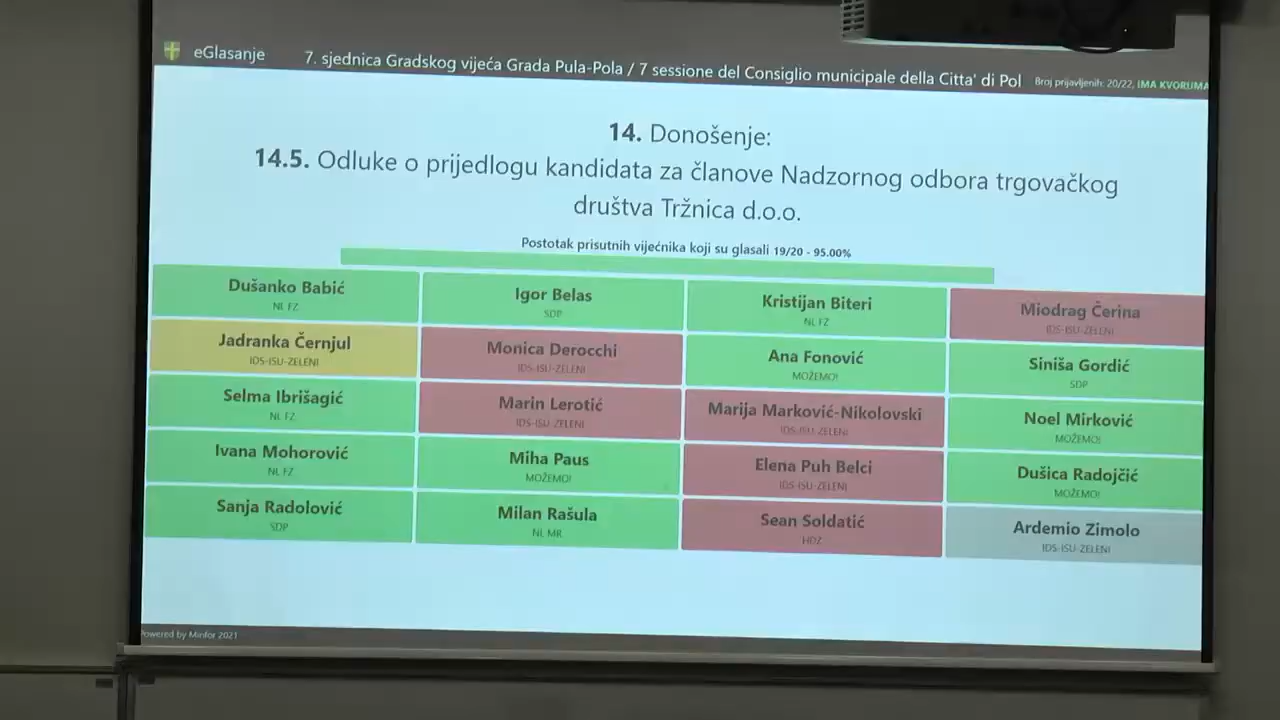 eGlasanje
7. sjednica Gradskog vijeća Grada Pula-Pola / 7 sessione del Consiglio municipale della Citta' di Pol
Broj prijavljenih: 20/22, IMA KVORUMA
14. Donošenje:
14.5. Odluke o prijedlogu kandidata za članove Nadzornog odbora trgovačkog
društva Tržnica d.o.o.
Postotak prisutnih vijećnika koji su glasali 19/20 - 95.00%
Dušanko Babić
NL FZ
Igor Belas
SDP
Kristijan Biteri
NL FZ
Miodrag Čerina
IDS-ISU-ZELENI
Jadranka Černjul
IDS-ISU-ZELENI
Monica Derocchi
IDS-ISU-ZELENI
Ana Fonović
MOŽEMO!
Siniša Gordić
SDP
Selma Ibrišagić
NL FZ
Marin Lerotić
IDS-ISU-ZELENI
Marija Marković-Nikolovski
IDS-ISU-ZELENI
Noel Mirković
MOŽEMO!
Ivana Mohorović
NL FZ
Miha Paus
MOŽEMO!
Elena Puh Belci
IDS-ISU-ZELENI
Dušica Radojčić
MOŽEMO!
Sanja Radolović
SDP
Milan Rašula
NL MR
Sean Soldatić
HDZ
Ardemio Zimolo
IDS-ISU-ZELENI
Powered by Minfor 2021